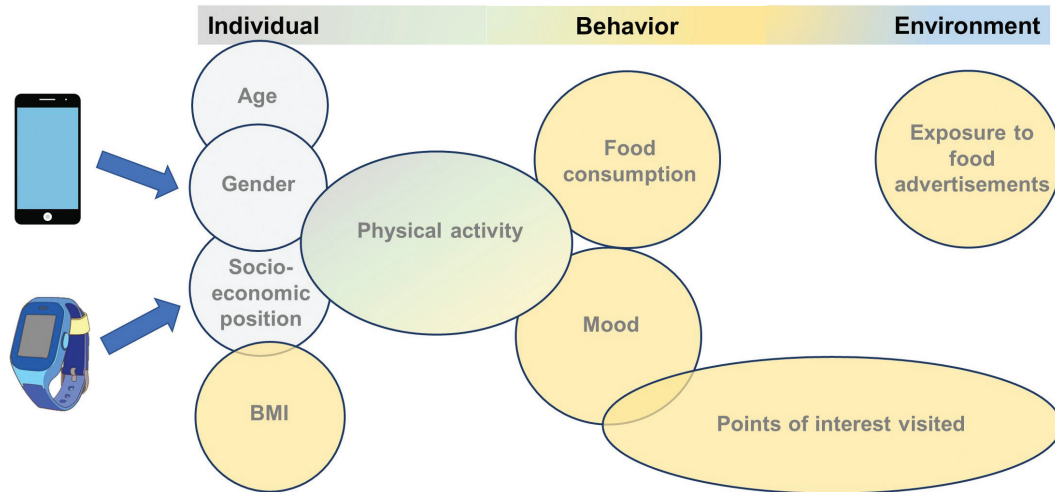 Individual
Behavior
Environment
Age
Gender
Socio-
economic
position
BMI
Physical activity
Food
consumption
Mood
Exposure to
food
advertisements
Points of interest visited